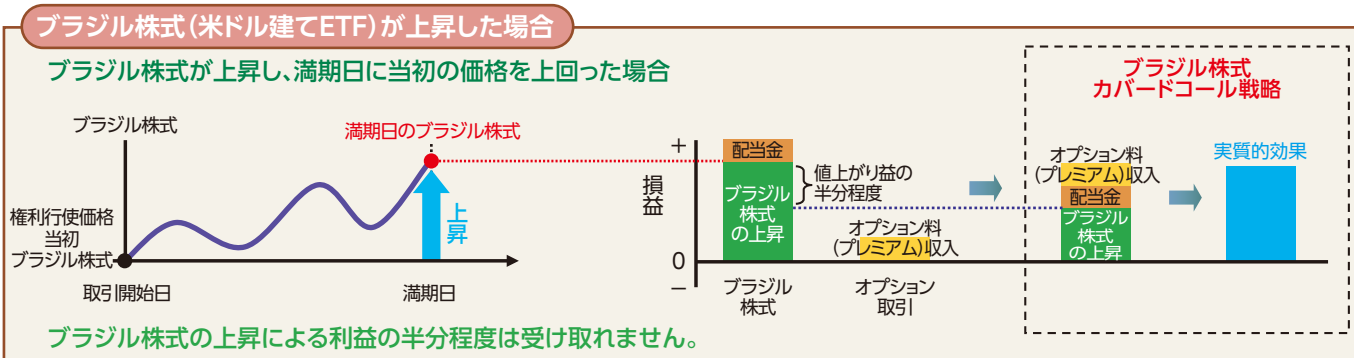 ブラジル株式(米ドル建てETF)が上昇した場合
ブラジル株式が上昇し、満期日に当初の価格を上回った場合
ブラジル株式
満期日のブラジル株式
権利行使価格
当初
ブラジル株式
上昇
取引開始日
満期日
損益
+
0
−
配当金
ブラジル
株式
の上昇
値上がり益の
半分程度
オプション料
(プレミアム)収入
ブラジル
株式
オプション
取引
ブラジル株式
カバードコール戦略
オプション料
(プレミアム)収入
配当金
ブラジル
株式
の上昇
実質的効果
ブラジル株式の上昇による利益の半分程度は受け取れません。